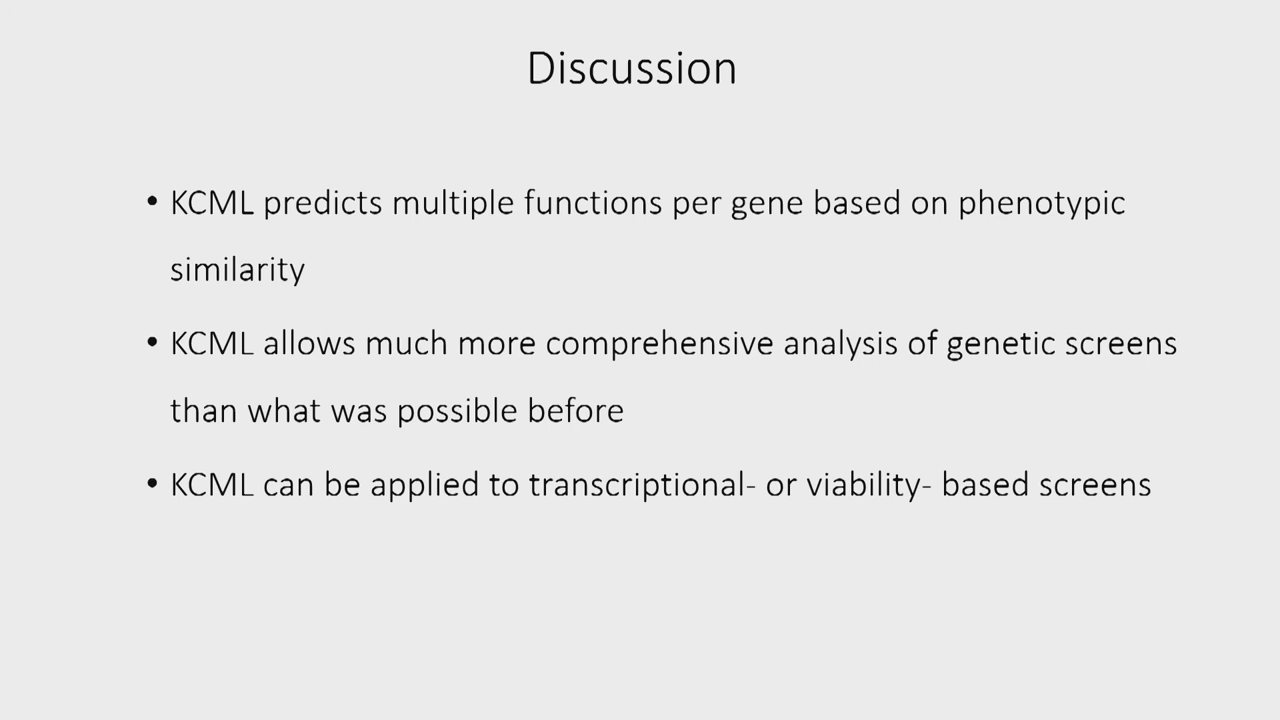 Discussion
• KCML predicts multiple functions per gene based on phenotypic
similarity
• KCML allows much more comprehensive analysis of genetic screens
than what was possible before
• KCML can be applied to transcriptional- or viability- based screens